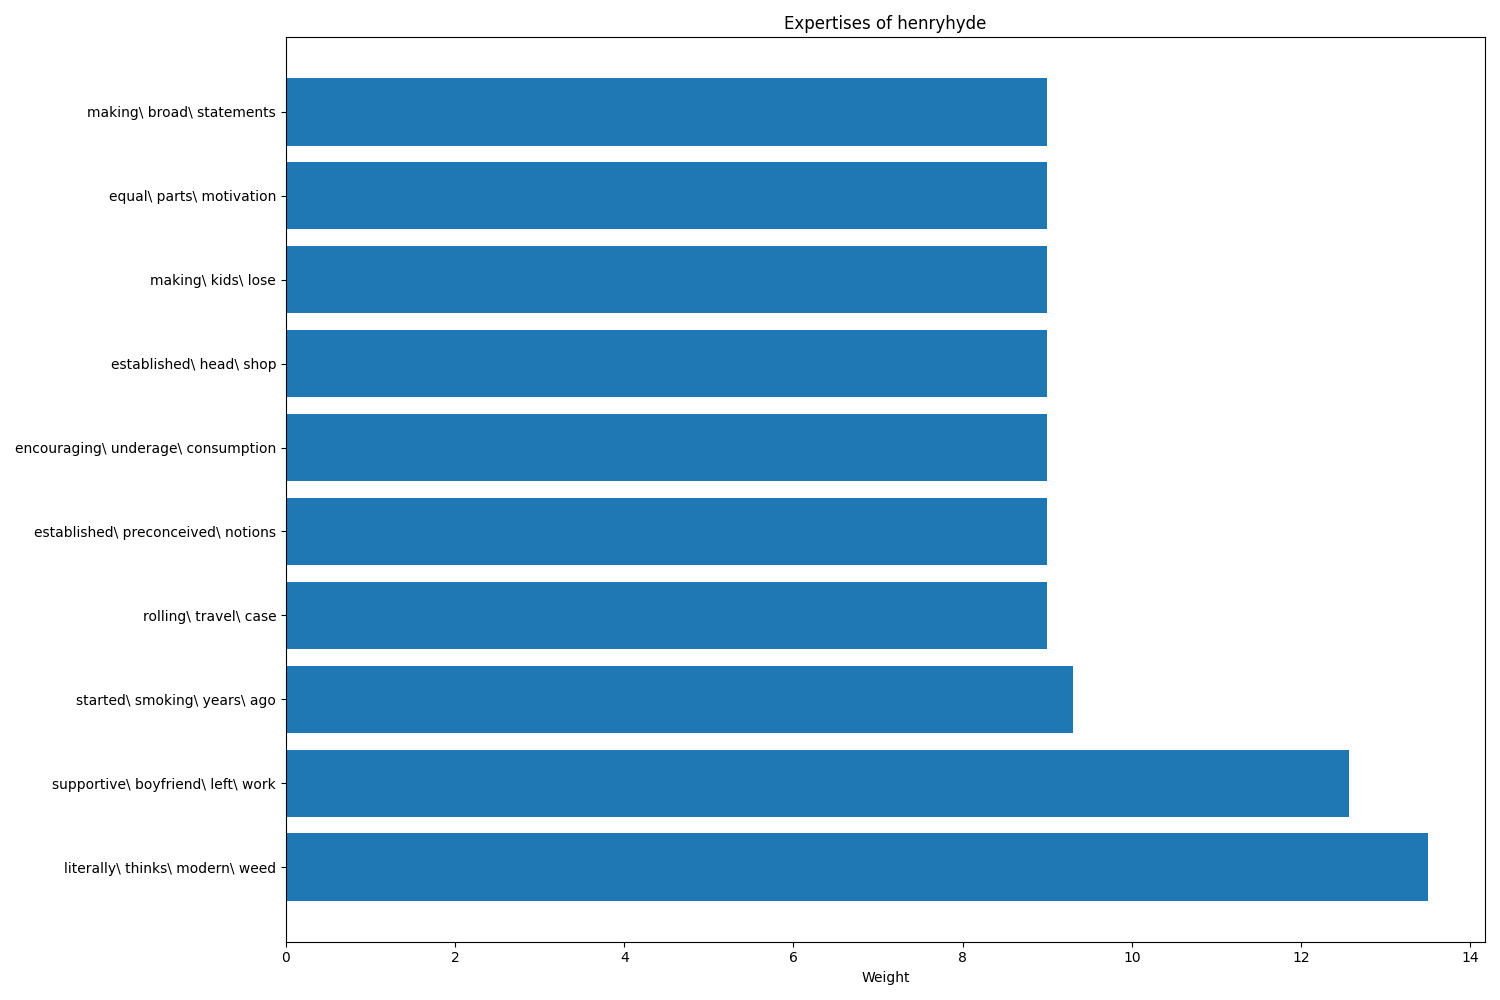 Expertises of henryhyde
making\ broad\ statements
equal\ parts\ motivation
making\ kids\ lose
established\ head\ shop
encouraging\ underage\ consumption
established\ preconceived\ notions
rolling\ travel\ case
started\ smoking\ years\ ago
supportive\ boyfriend\ left\ work
literally\ thinks\ modern\ weed
0 2 4 6 8 10 12 14
Weight